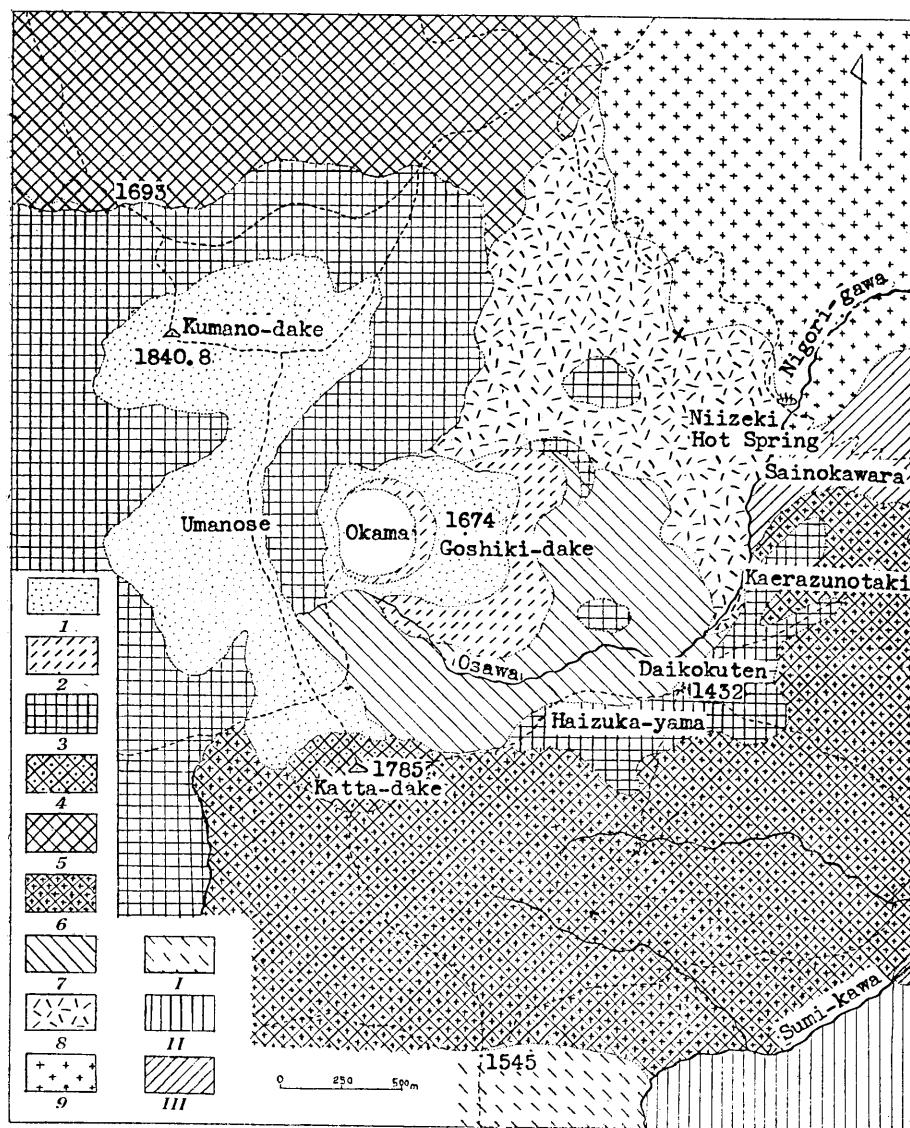 1693
Kumano-dake
1840.8
Nigori-gawa
Niizeki
Hot Spring
Sainokawara
Umanose
Okama
1674
Goshiki-dake
Kaerazunotaki
Osawa
Daikokuten
1432
Haizuka-yama
1785
Katta-dake
Sumi-kawa
1545
1
2
3
4
5
6
7
8
9
I
II
III
0 250 500m